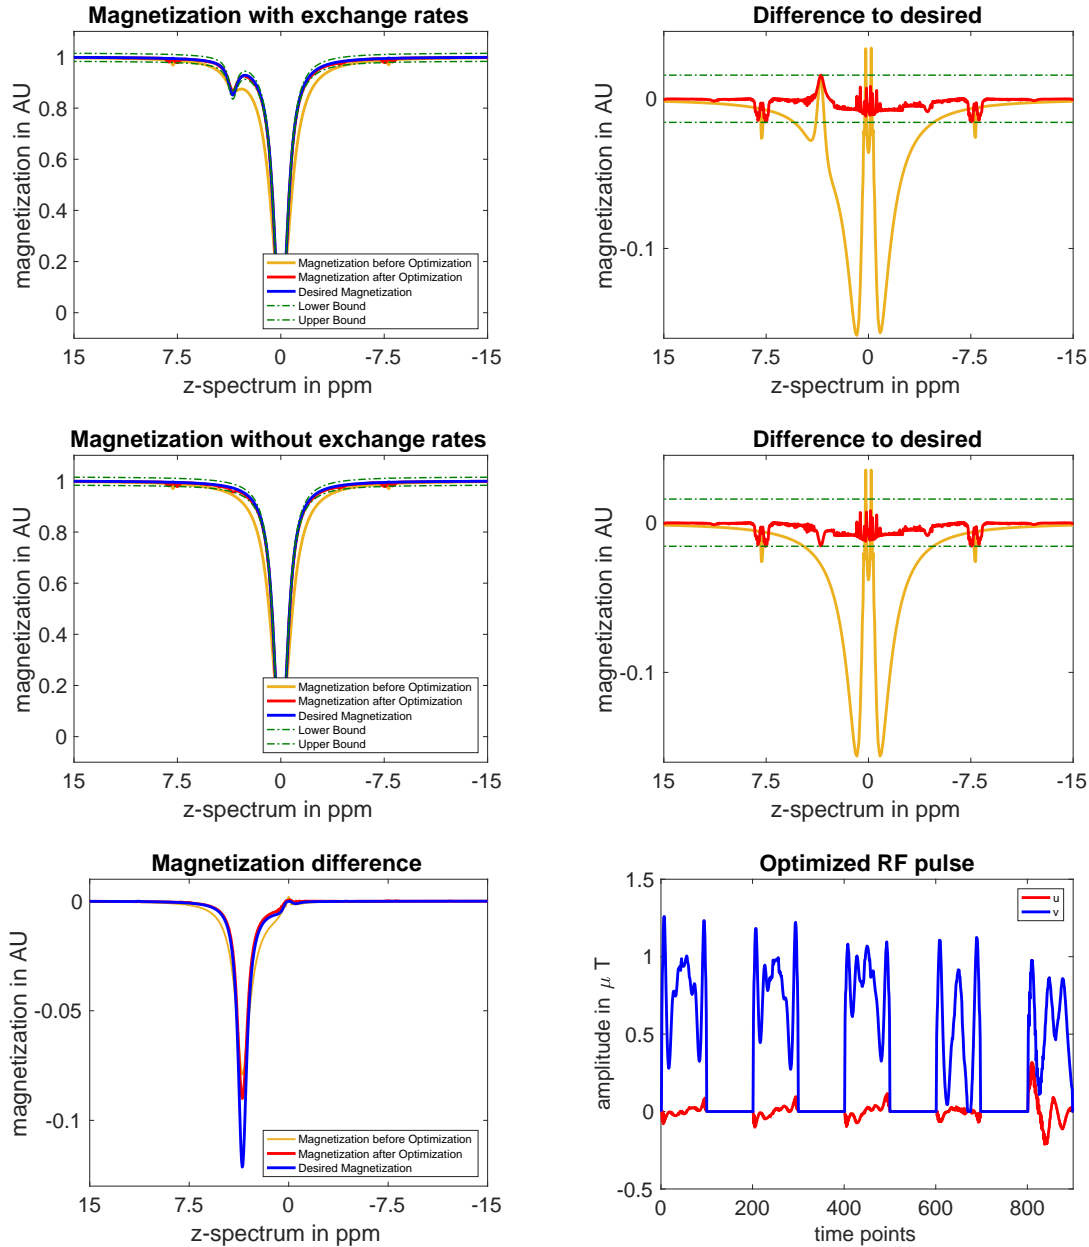 Magnetization with exchange rates
magnetization in AU
1
0.8
0.6
0.4
0.2
0
Magnetization before Optimization
Magnetization after Optimization
Desired Magnetization
Lower Bound
Upper Bound
15 7.5 0 -7.5 -15
z-spectrum in ppm
Difference to desired
magnetization in AU
0
-0.1
15 7.5 0 -7.5 -15
z-spectrum in ppm
Magnetization without exchange rates
magnetization in AU
1
0.8
0.6
0.4
0.2
0
Magnetization before Optimization
Magnetization after Optimization
Desired Magnetization
Lower Bound
Upper Bound
15 7.5 0 -7.5 -15
z-spectrum in ppm
Difference to desired
magnetization in AU
0
-0.1
15 7.5 0 -7.5 -15
z-spectrum in ppm
Magnetization difference
magnetization in AU
0
-0.05
-0.1
Magnetization before Optimization
Magnetization after Optimization
Desired Magnetization
15 7.5 0 -7.5 -15
z-spectrum in ppm
Optimized RF pulse
amplitude in μ T
1.5
1
0.5
0
-0.5
u
v
0 200 400 600 800
time points